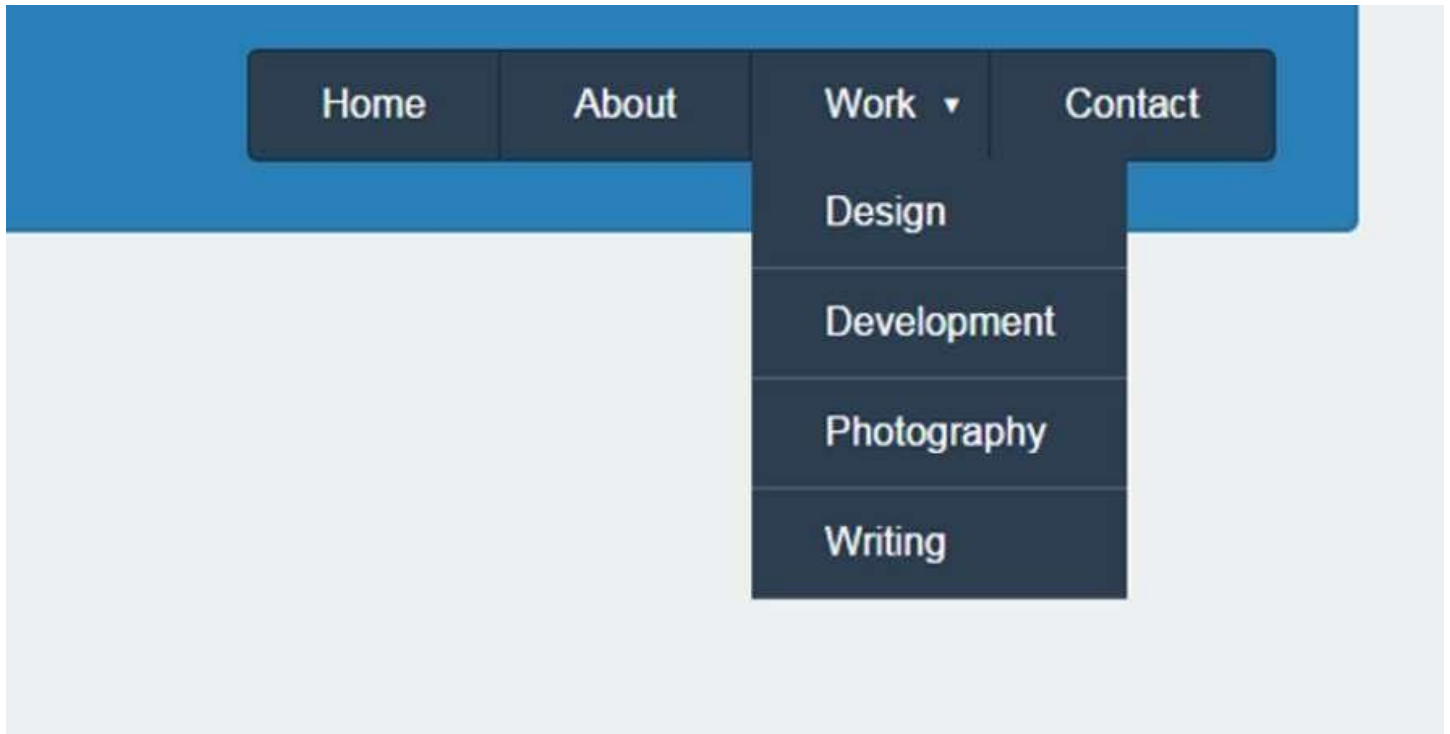 Home About Work ▾ Contact
Design
Development
Photography
Writing